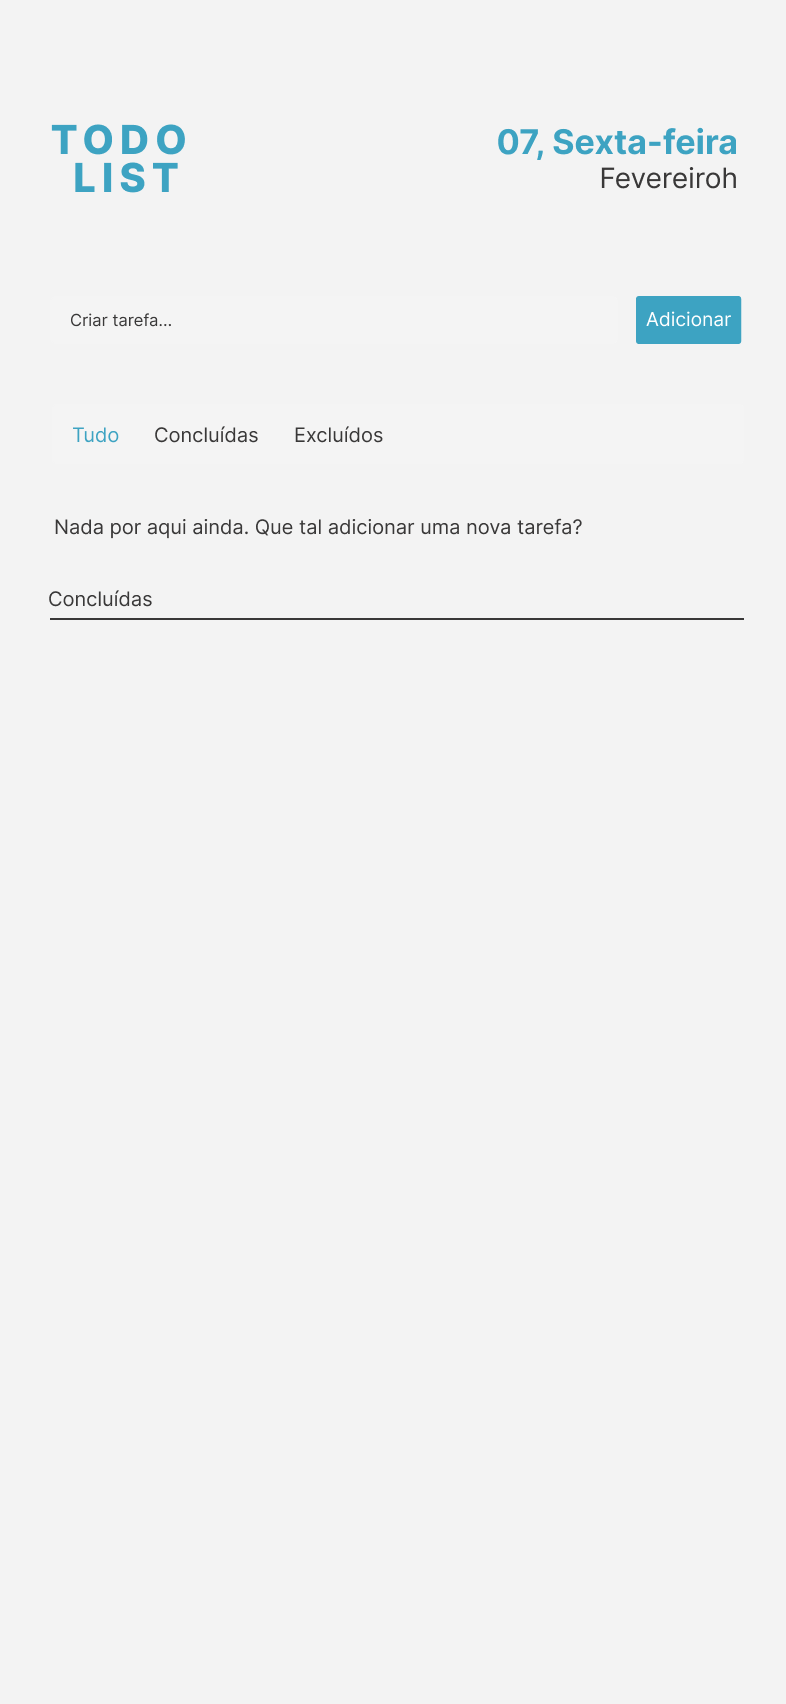 TODO
LIST
07, Sexta-feira
Fevereiroh
Criar tarefa...
Adicionar
Tudo Concluídas Excluídos
Nada por aqui ainda. Que tal adicionar uma nova tarefa?
Concluídas